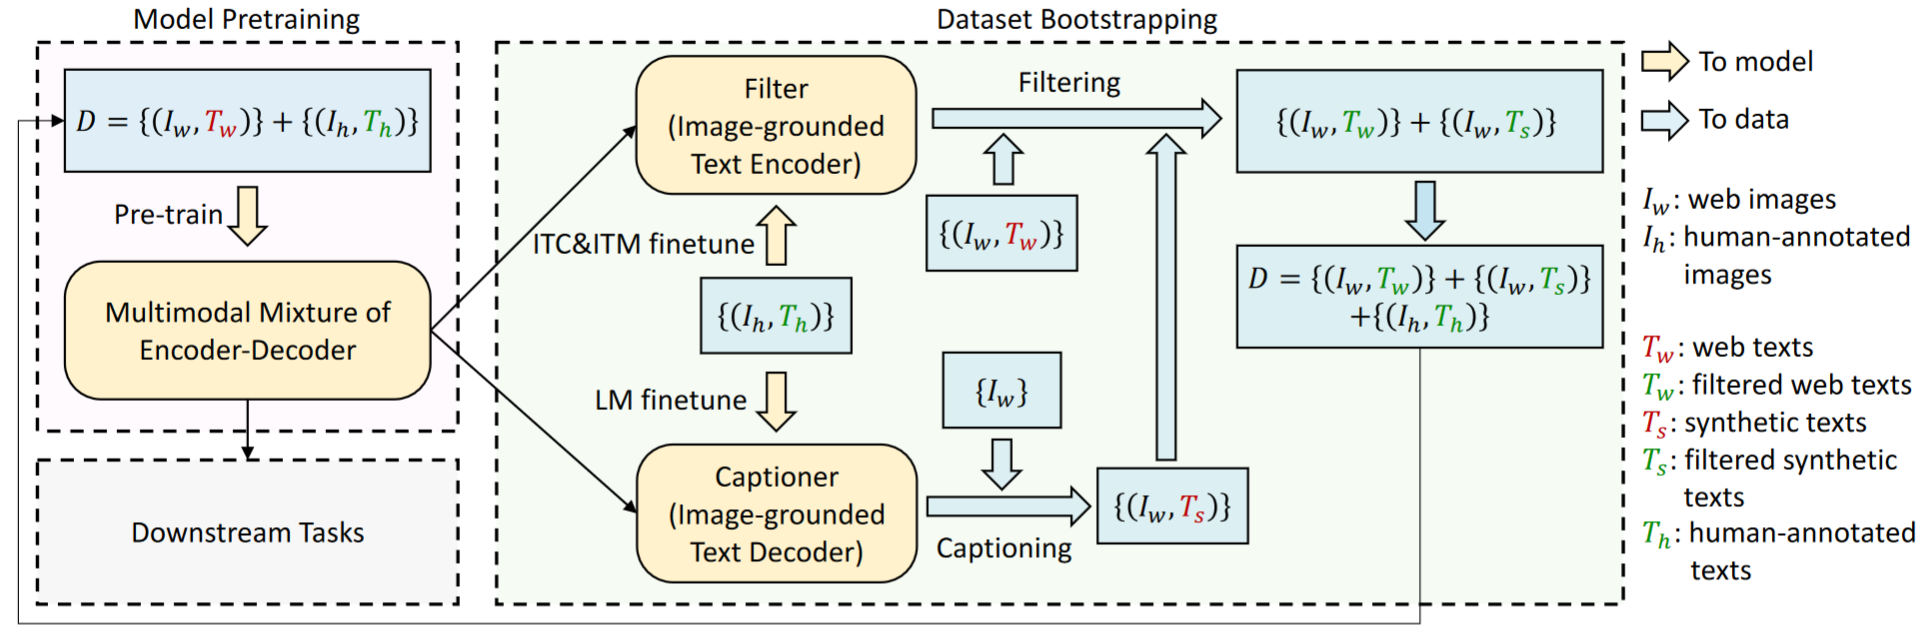 Model Pretraining
D = {(I_w, T_w)} + {(I_h, T_h)}
Pre-train
Multimodal Mixture of
Encoder-Decoder
Downstream Tasks
Dataset Bootstrapping
Filter
(Image-grounded
Text Encoder)
ITC&ITM finetune
{(I_h, T_h)}
LM finetune
Captioner
(Image-grounded
Text Decoder)
Filtering
{(I_w, T_w)}
{I_w}
Captioning
{(I_w, T_s)}
{(I_w, T_w)} + {(I_w, T_s)}
D = {(I_w, T_w)} + {(I_w, T_s)}
+{(I_h, T_h)}
To model
To data
I_w: web images
I_h: human-annotated
images
T_w: web texts
T_w: filtered web texts
T_s: synthetic texts
T_s: filtered synthetic
texts
T_h: human-annotated
texts